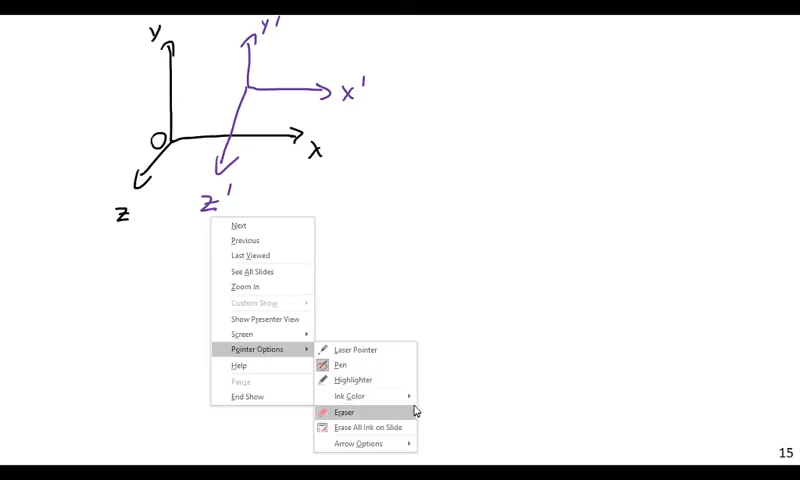 y
y'
x'
O
x
z
z'
Next
Previous
Last Viewed
See All Slides
Zoom In
Custom Show
Show Presenter View
Screen
Pointer Options
Help
Pause
End Show
Laser Pointer
Pen
Highlighter
Ink Color
Eraser
Erase All Ink on Slide
Arrow Options
15